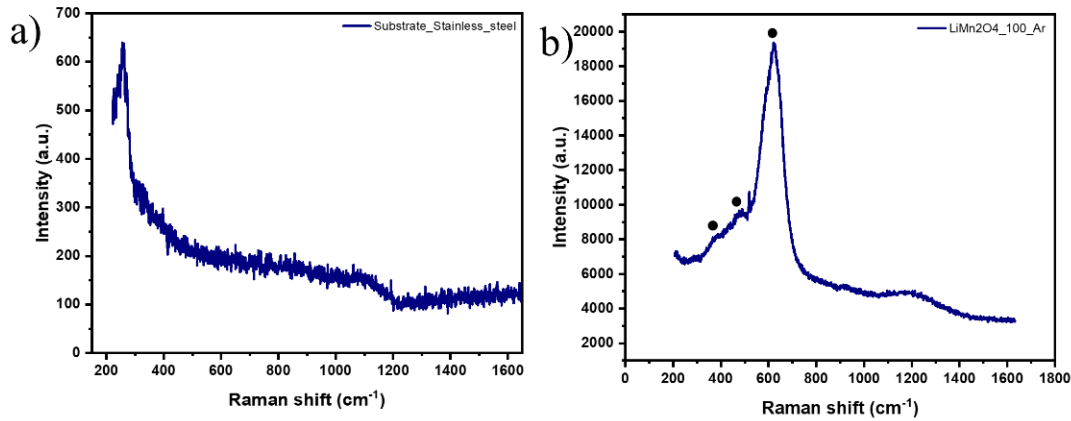 a)
Substrate_Stainless_steel
700
600
500
400
300
200
100
0
Intensity (a.u.)
200 400 600 800 1000 1200 1400 1600
Raman shift (cm⁻¹)
b)
LiMn2O4_100_Ar
20000
18000
16000
14000
12000
10000
8000
6000
4000
2000
Intensity (a.u.)
0 200 400 600 800 1000 1200 1400 1600 1800
Raman shift (cm⁻¹)